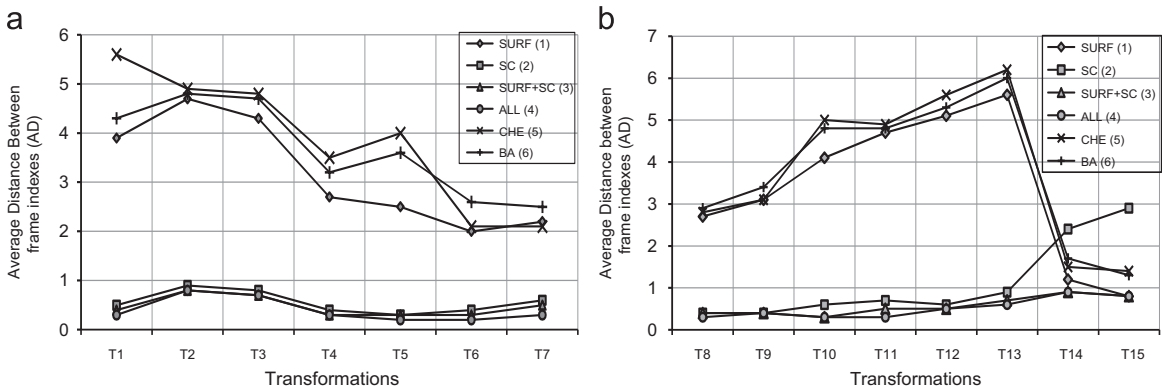 a
Average Distance Between
frame indexes (AD)
6
5
4
3
2
1
0
T1 T2 T3 T4 T5 T6 T7
Transformations
SURF (1)
SC (2)
SURF+SC (3)
ALL (4)
CHE (5)
BA (6)
b
Average Distance between
frame indexes (AD)
7
6
5
4
3
2
1
0
T8 T9 T10 T11 T12 T13 T14 T15
Transformations
SURF (1)
SC (2)
SURF+SC (3)
ALL (4)
CHE (5)
BA (6)